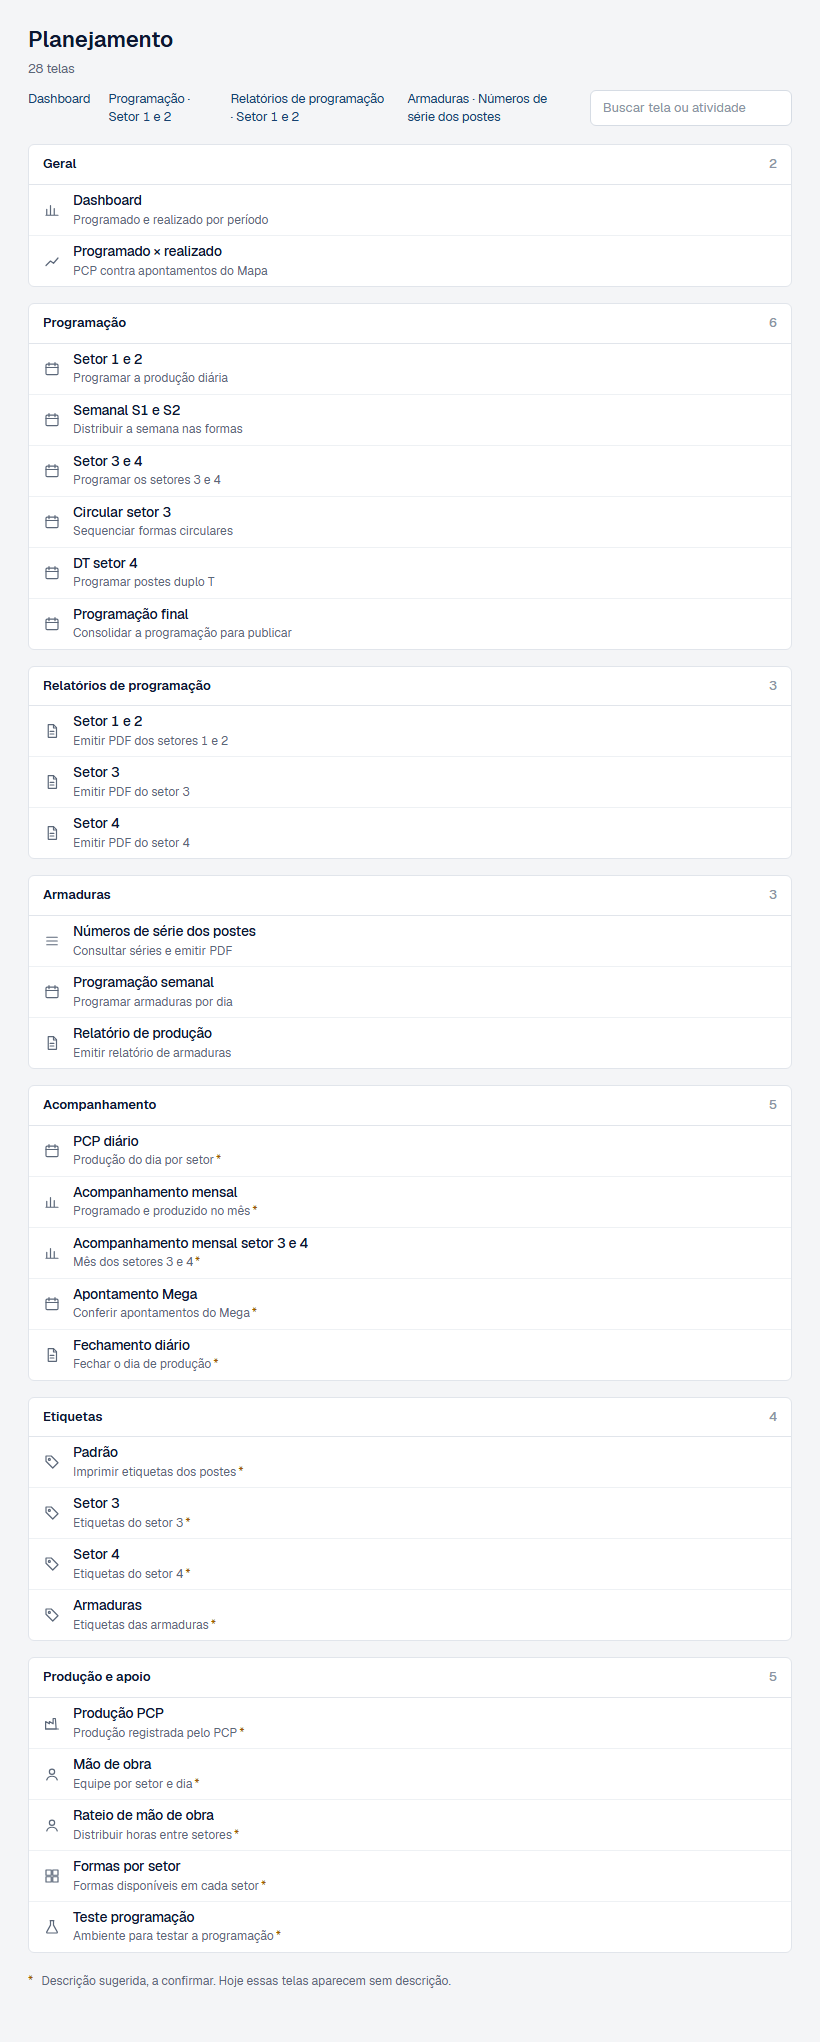 Planejamento
28 telas
Dashboard
Programação ·
Setor 1 e 2
Relatórios de programação
· Setor 1 e 2
Armaduras · Números de
série dos postes
Buscar tela ou atividade
Geral 2
Dashboard
Programado e realizado por período
Programado × realizado
PCP contra apontamentos do Mapa
Programação 6
Setor 1 e 2
Programar a produção diária
Semanal S1 e S2
Distribuir a semana nas formas
Setor 3 e 4
Programar os setores 3 e 4
Circular setor 3
Sequenciar formas circulares
DT setor 4
Programar postes duplo T
Programação final
Consolidar a programação para publicar
Relatórios de programação 3
Setor 1 e 2
Emitir PDF dos setores 1 e 2
Setor 3
Emitir PDF do setor 3
Setor 4
Emitir PDF do setor 4
Armaduras 3
Números de série dos postes
Consultar séries e emitir PDF
Programação semanal
Programar armaduras por dia
Relatório de produção
Emitir relatório de armaduras
Acompanhamento 5
PCP diário
Produção do dia por setor *
Acompanhamento mensal
Programado e produzido no mês *
Acompanhamento mensal setor 3 e 4
Mês dos setores 3 e 4 *
Apontamento Mega
Conferir apontamentos do Mega *
Fechamento diário
Fechar o dia de produção *
Etiquetas 4
Padrão
Imprimir etiquetas dos postes *
Setor 3
Etiquetas do setor 3 *
Setor 4
Etiquetas do setor 4 *
Armaduras
Etiquetas das armaduras *
Produção e apoio 5
Produção PCP
Produção registrada pelo PCP *
Mão de obra
Equipe por setor e dia *
Rateio de mão de obra
Distribuir horas entre setores *
Formas por setor
Formas disponíveis em cada setor *
Teste programação
Ambiente para testar a programação *
* Descrição sugerida, a confirmar. Hoje essas telas aparecem sem descrição.